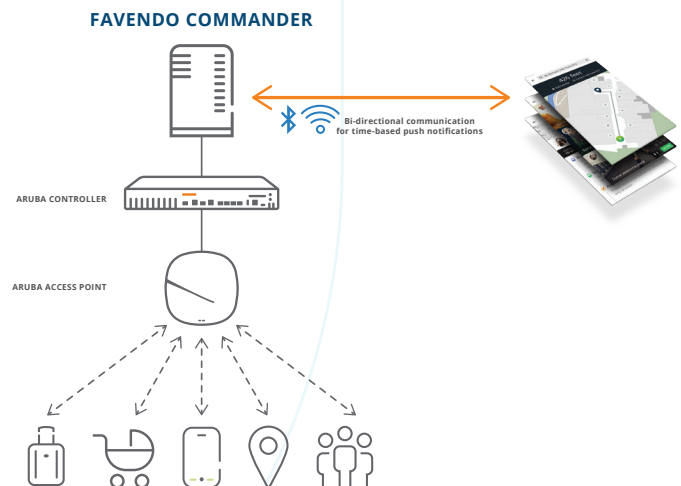 FAVENDO COMMANDER
Bi-directional communication
for time-based push notifications
ARUBA CONTROLLER
ARUBA ACCESS POINT